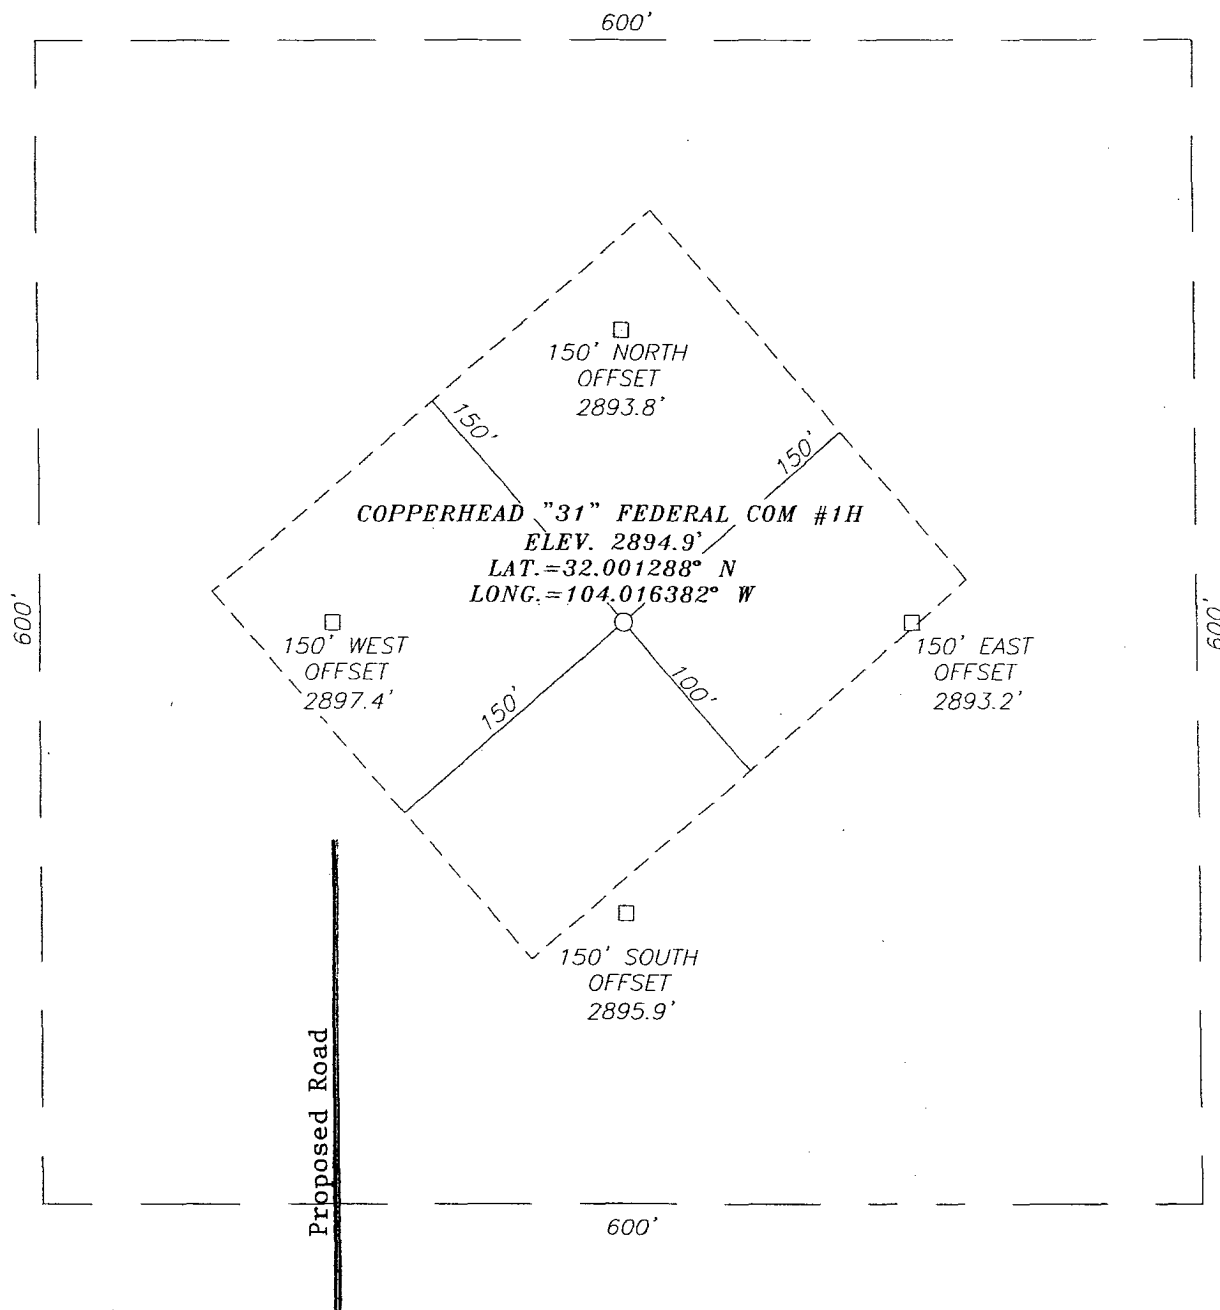 600'
150' NORTH
OFFSET
2893.8'
150'
150'
COPPERHEAD "31" FEDERAL COM #1H
ELEV. 2894.9'
LAT.=32.001288° N
LONG.=104.016382° W
600'
600'
150' WEST
OFFSET
2897.4'
150' EAST
OFFSET
2893.2'
150'
100'
150' SOUTH
OFFSET
2895.9'
Proposed Road
600'